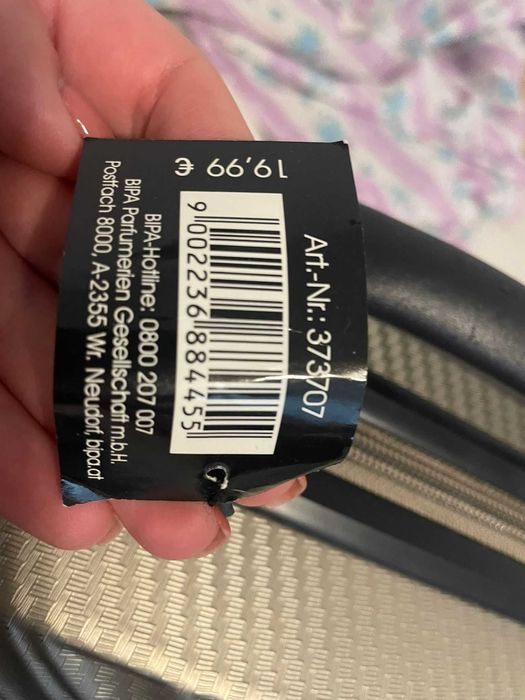 19,99 €
Art.-Nr.: 373707
9 002236 884455
BIPA-Hotline: 0800 207 007
BIPA Parfumerien Gesellschaft m.b.H.
Postfach 8000, A-2355 Wr. Neudorf, bipa.at